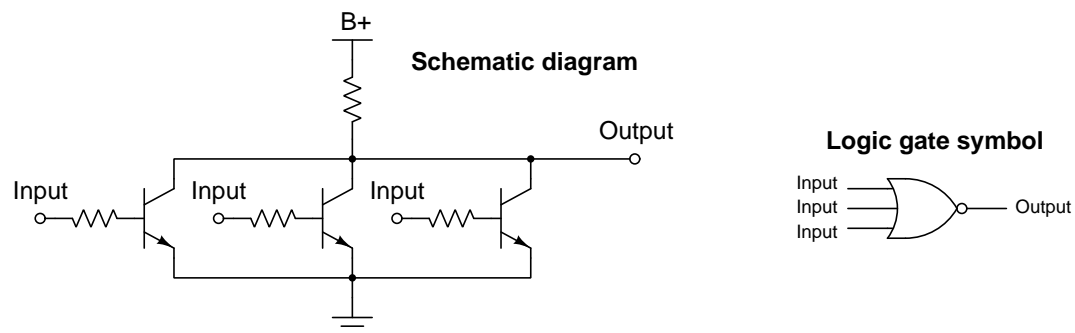 B+
Schematic diagram
Output
Input
Input
Input
Logic gate symbol
Input
Input
Input
Output